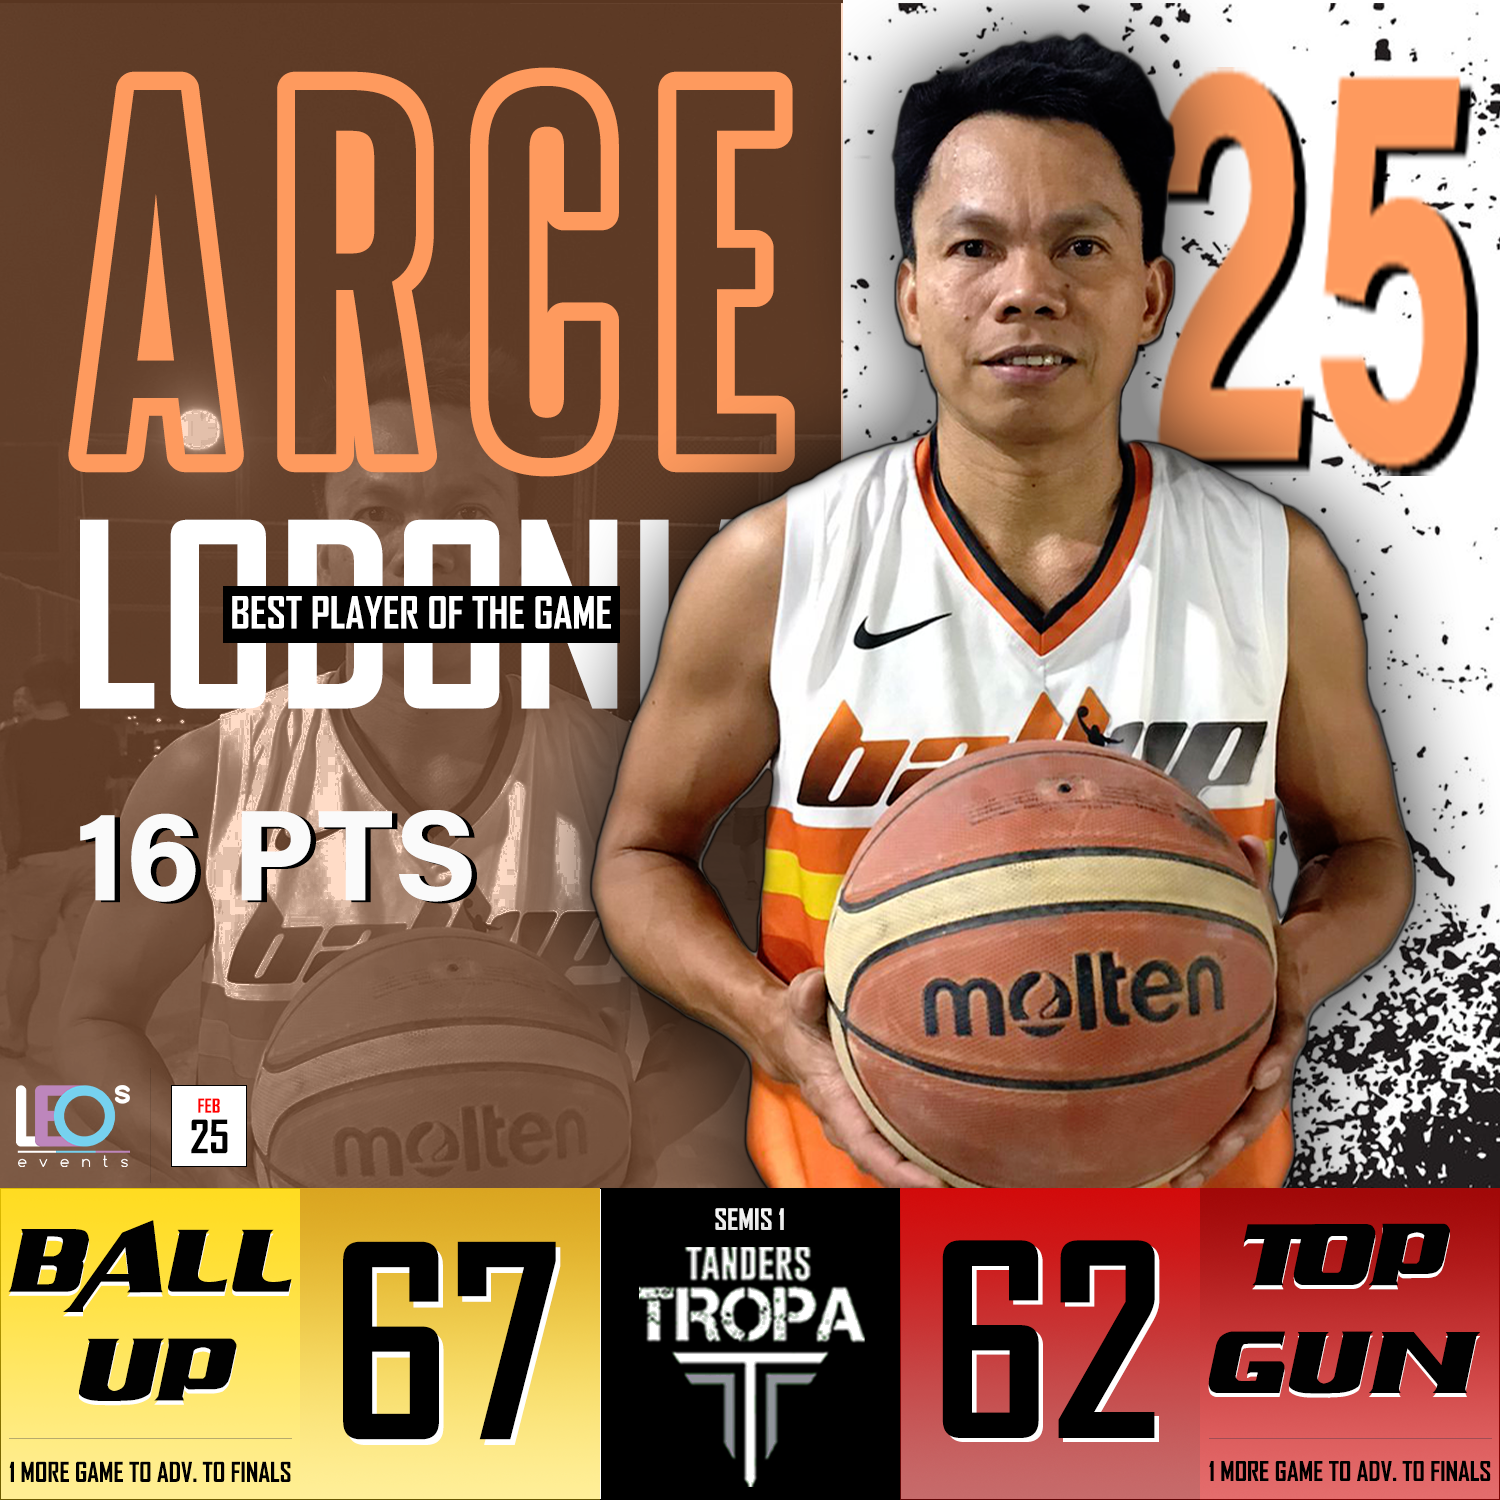 ARCE
25
BEST PLAYER OF THE GAME
16 PTS
ball up
molten
molten
LEOs
events
FEB
25
BALL
UP
67
1 MORE GAME TO ADV. TO FINALS
SEMIS 1
TANDERS
TROPA
62
TOP
GUN
1 MORE GAME TO ADV. TO FINALS